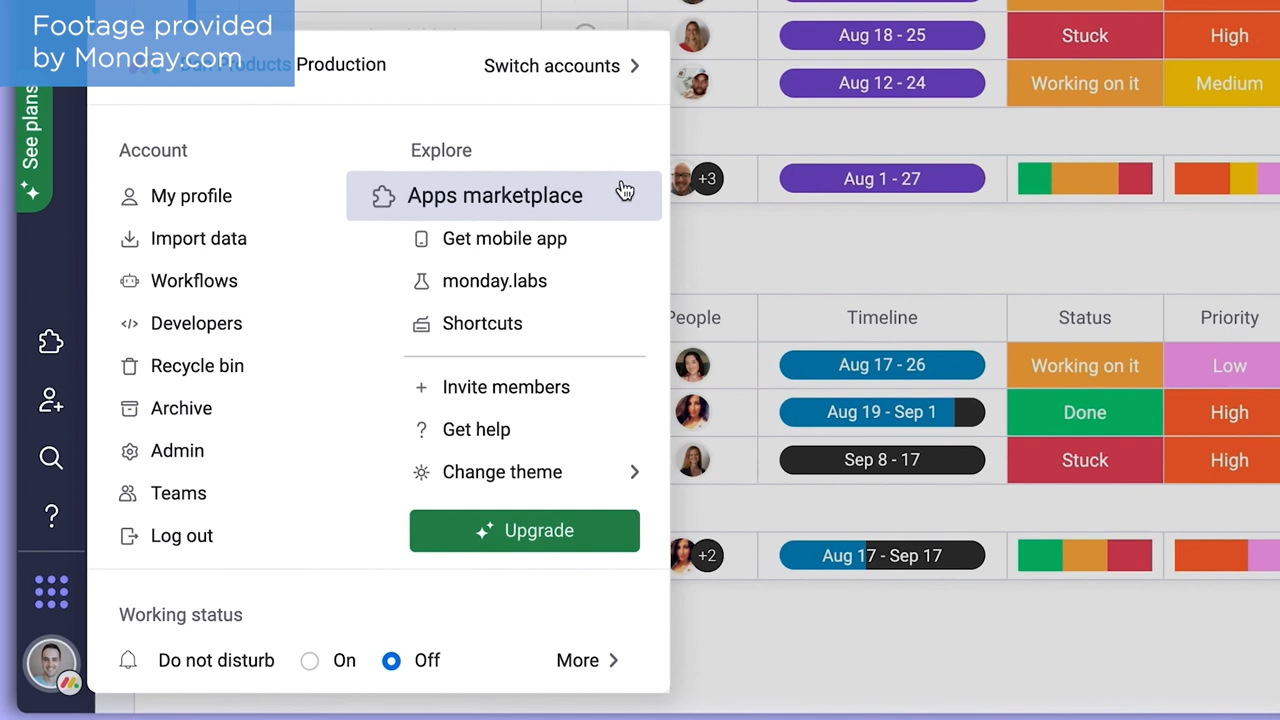 Footage provided
by Monday.com
Production
Switch accounts
See plans
Account
My profile
Import data
Workflows
Developers
Recycle bin
Archive
Admin
Teams
Log out
Explore
Apps marketplace
Get mobile app
monday.labs
Shortcuts
Invite members
Get help
Change theme
Upgrade
Working status
Do not disturb
On
Off
More
Aug 18 - 25
Stuck
High
Aug 12 - 24
Working on it
Medium
+3
Aug 1 - 27
People
Timeline
Status
Priority
Aug 17 - 26
Working on it
Low
Aug 19 - Sep 1
Done
High
Sep 8 - 17
Stuck
High
+2
Aug 17 - Sep 17